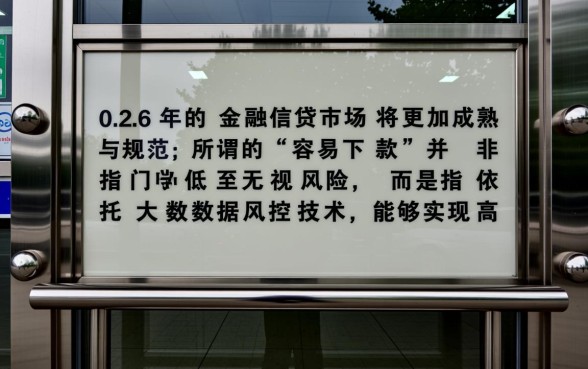 0.2.6 年的 金融信贷市场 将更加成熟
与规范；所谓的“容易下 款”并 非
指门 低 至无 视 风险， 而是指 依
托 大数数据风控技术，能够实现 高